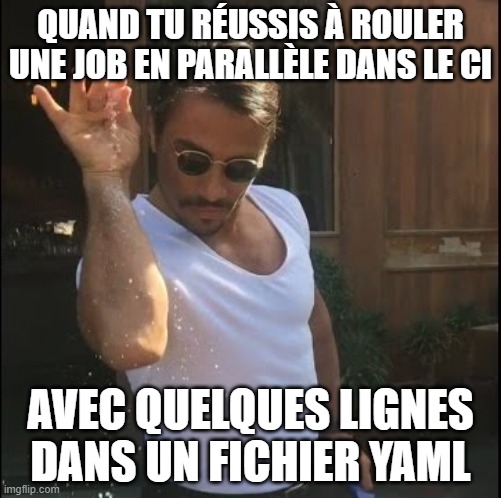 QUAND TU RÉUSSIS À ROULER
UNE JOB EN PARALLÈLE DANS LE CI
AVEC QUELQUES LIGNES
DANS UN FICHIER YAML
imgflip.com